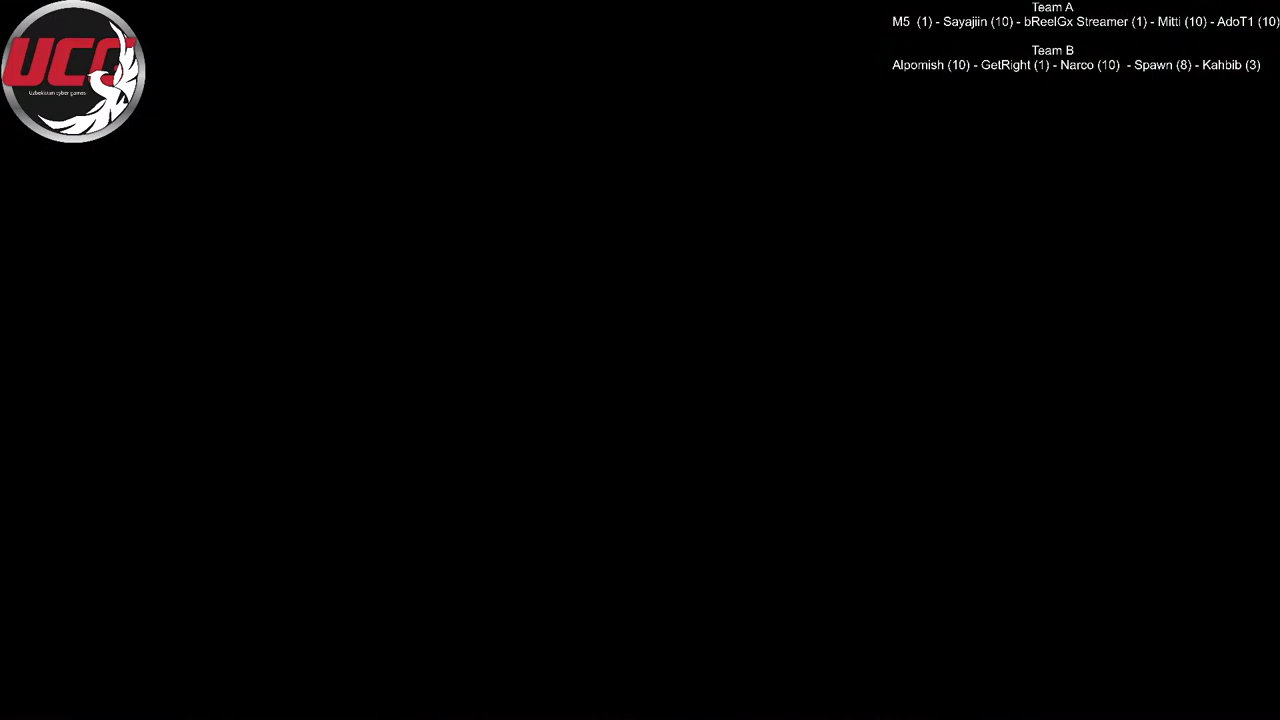 UCG
Uzbekistan cyber games
Team A
M5 (1) - Sayajiin (10) - bReelGx Streamer (1) - Mitti (10) - AdoT1 (10)
Team B
Alpomish (10) - GetRight (1) - Narco (10) - Spawn (8) - Kahbib (3)